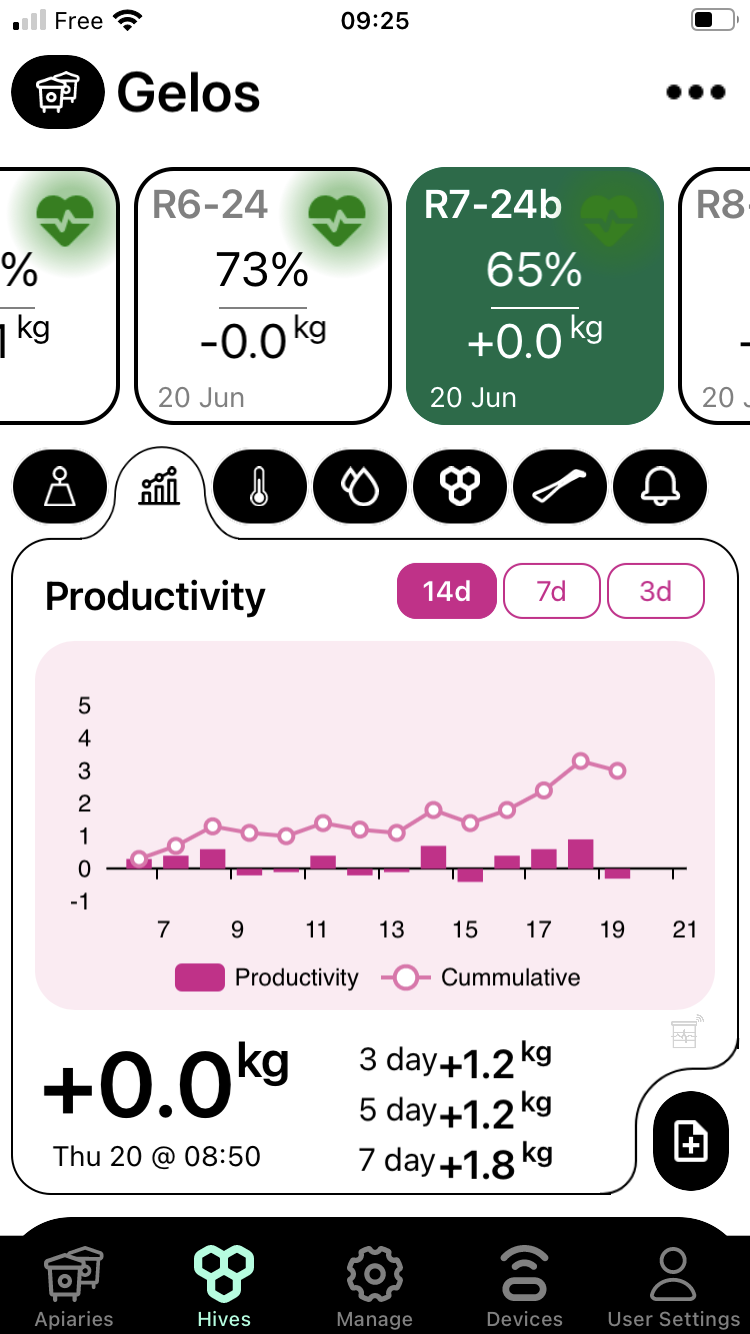 Free 09:25
Gelos
R6-24 R7-24b R8-
% 73% 65%
kg -0.0 kg +0.0 kg
20 Jun 20 Jun 20 J
Productivity 14d 7d 3d
5
4
3
2
1
0
-1
7 9 11 13 15 17 19 21
Productivity Cummulative
+0.0 kg
Thu 20 @ 08:50
3 day +1.2 kg
5 day +1.2 kg
7 day +1.8 kg
Apiaries Hives Manage Devices User Settings